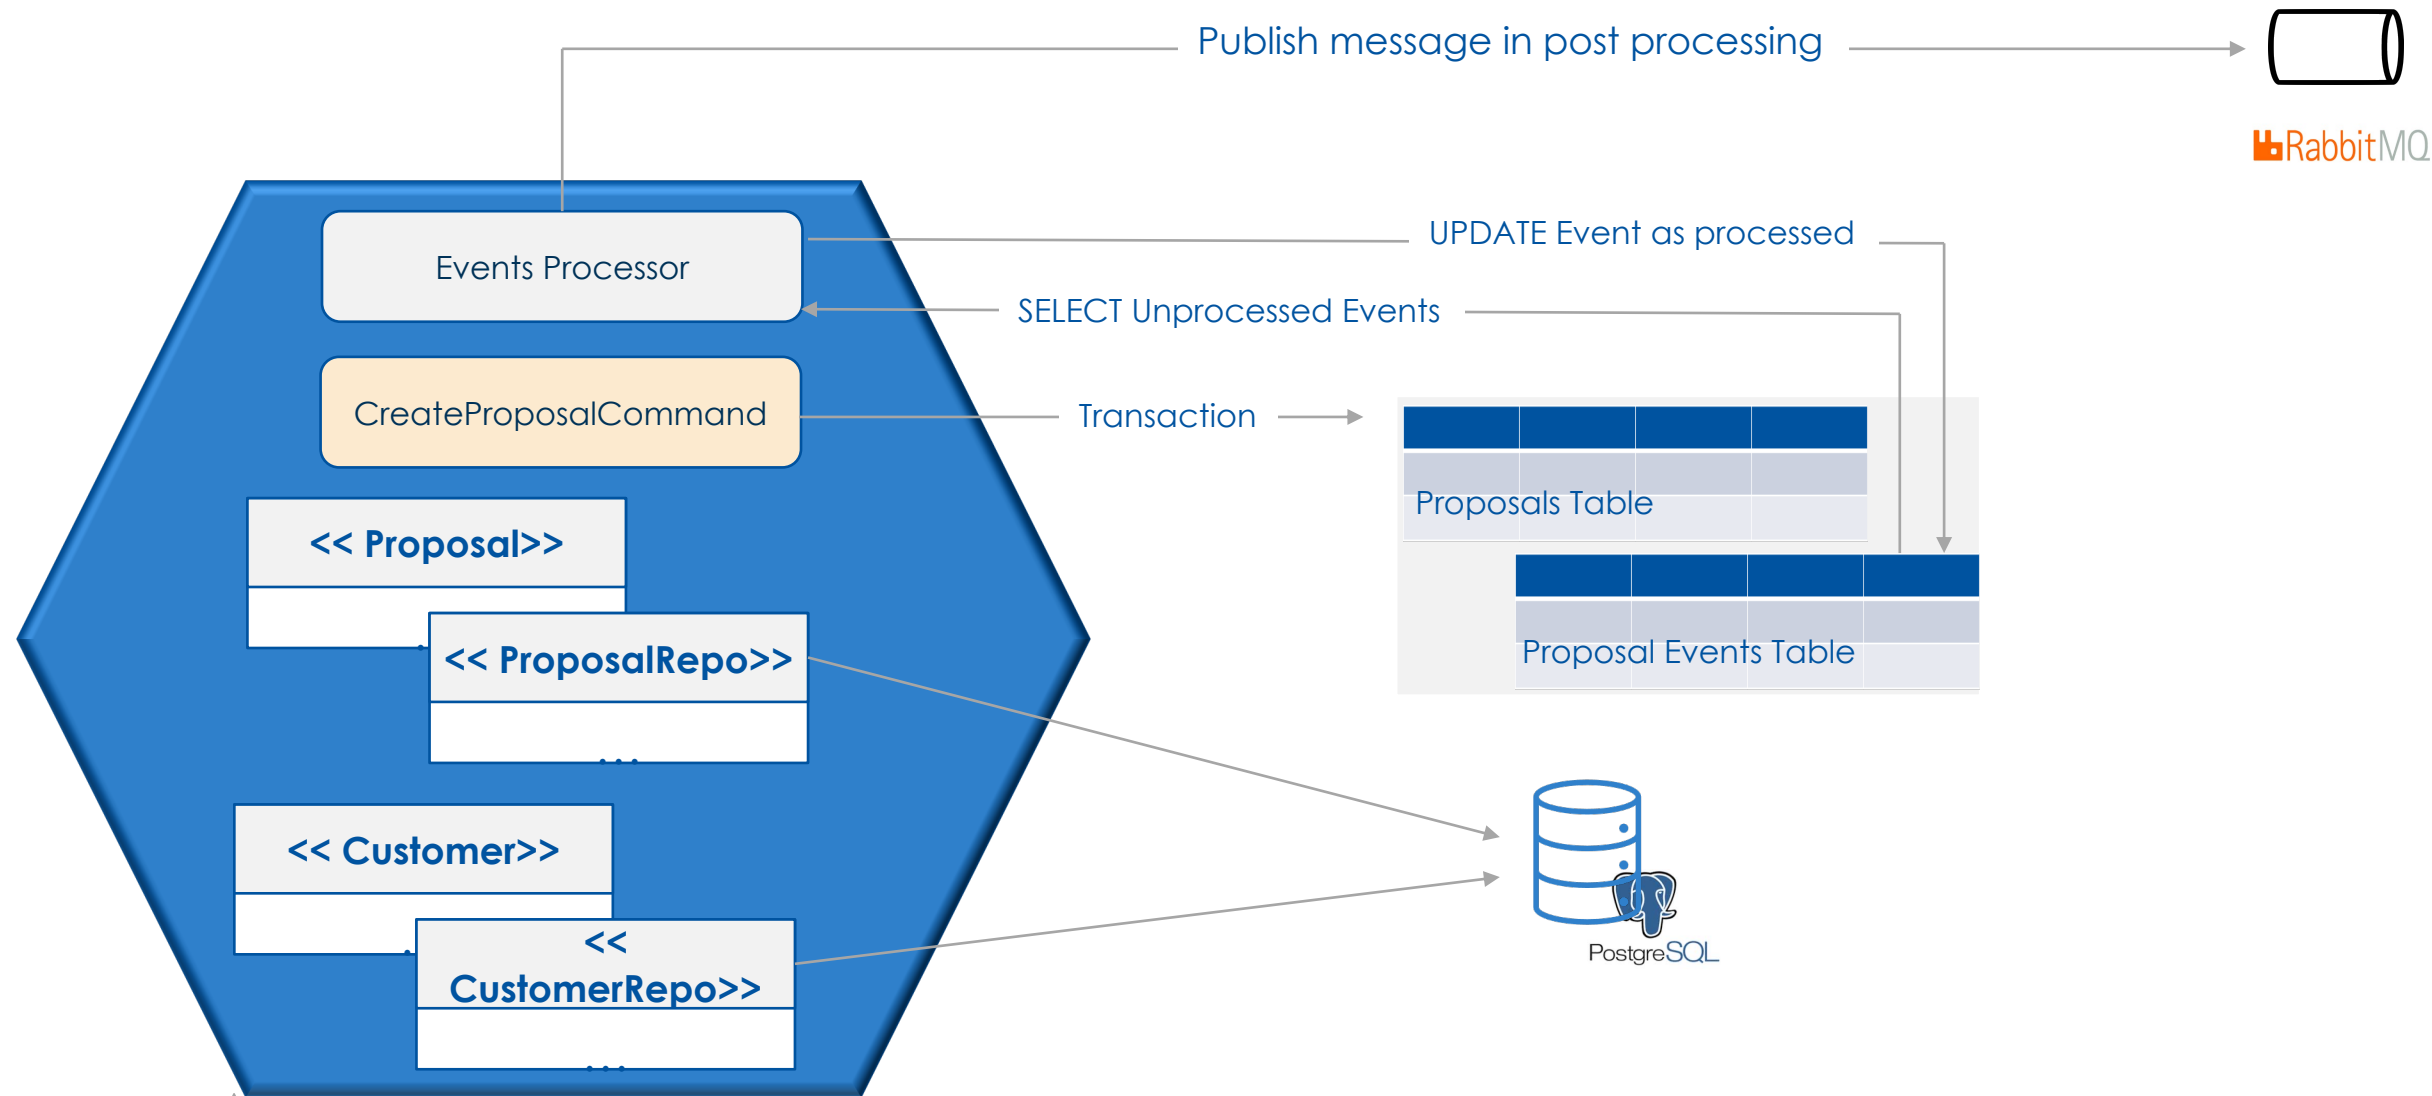 Publish message in post processing
RabbitMQ
Events Processor
UPDATE Event as processed
SELECT Unprocessed Events
CreateProposalCommand
Transaction
Proposals Table
<< Proposal>>
.
<< ProposalRepo>>
...
Proposal Events Table
<< Customer>>
.
<<
CustomerRepo>>
...
PostgreSQL